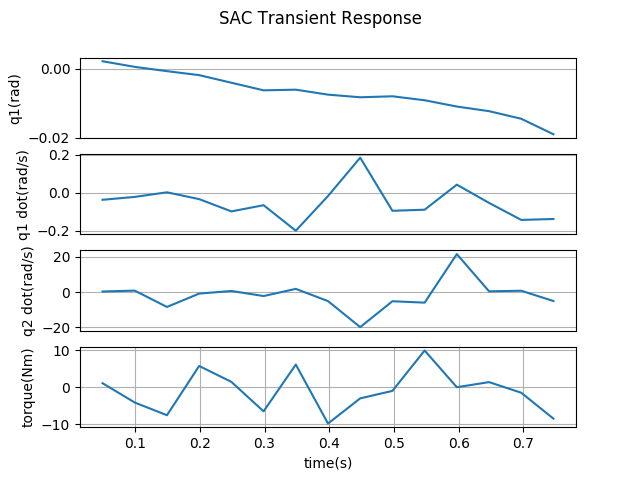 SAC Transient Response
q1(rad)
0.00
−0.02
q1 dot(rad/s)
0.2
0.0
−0.2
q2 dot(rad/s)
20
0
−20
torque(Nm)
10
0
−10
0.1 0.2 0.3 0.4 0.5 0.6 0.7
time(s)